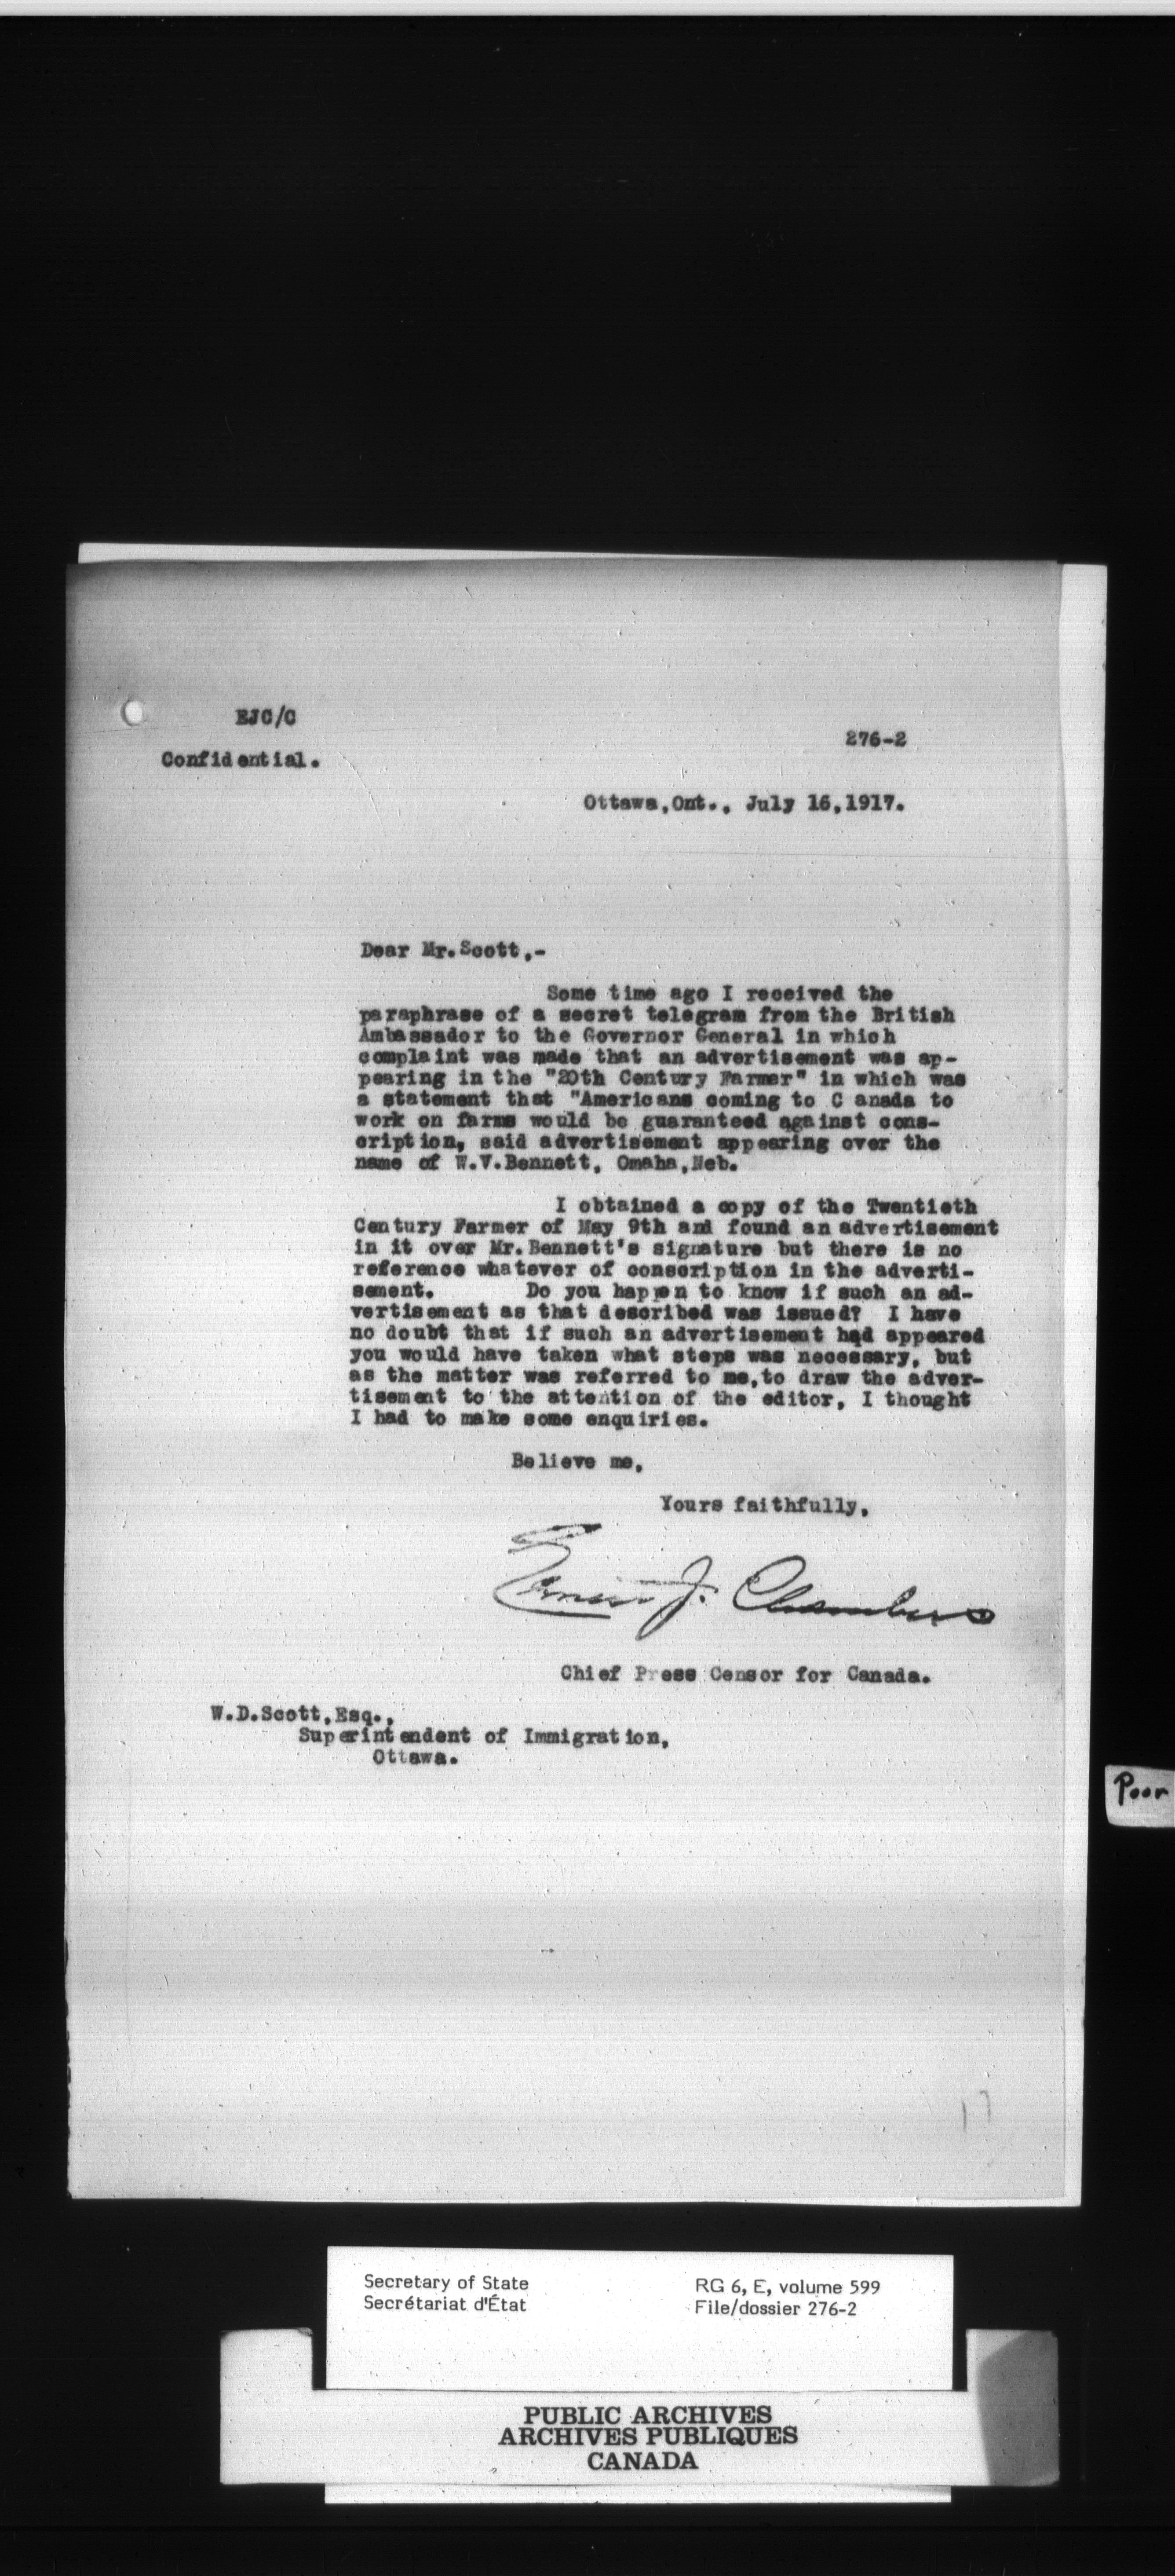 EJC/C
276-2
Confidential.
Ottawa,Ont., July 16,1917.
Dear Mr.Scott,-
Some time ago I received the
paraphrase of a secret telegram from the British
Ambassador to the Governor General in which
complaint was made that an advertisement was ap-
pearing in the "20th Century Farmer" in which was
a statement that "Americans coming to C anada to
work on farms would be guaranteed against cons-
cription, said advertisement appearing over the
name of W.V.Bennett, Omaha,Neb.
I obtained a copy of the Twentieth
Century Farmer of May 9th and found an advertisement
in it over Mr.Bennett's signature but there is no
reference whatever of conscription in the adverti-
sement. Do you happen to know if such an ad-
vertisement as that described was issued? I have
no doubt that if such an advertisement had appeared
you would have taken what steps was necessary, but
as the matter was referred to me,to draw the adver-
tisement to the attention of the editor, I thought
I had to make some enquiries.
Believe me,
Yours faithfully,
Ernest J. Chambers
Chief Press Censor for Canada.
W.D.Scott,Esq.,
Superintendent of Immigration,
Ottawa.
Poor
17
Secretary of State
Secrétariat d'État
RG 6, E, volume 599
File/dossier 276-2
PUBLIC ARCHIVES
ARCHIVES PUBLIQUES
CANADA